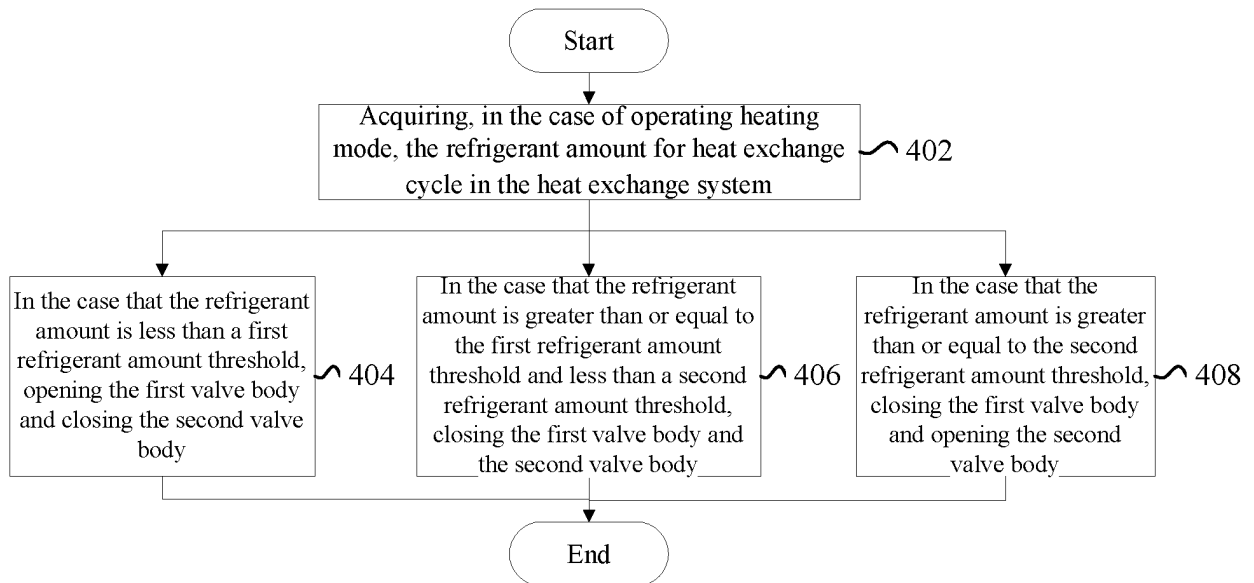 Start
Acquiring, in the case of operating heating
mode, the refrigerant amount for heat exchange
cycle in the heat exchange system
402
In the case that the refrigerant
amount is less than a first
refrigerant amount threshold,
opening the first valve body
and closing the second valve
body
404
In the case that the refrigerant
amount is greater than or equal to
the first refrigerant amount
threshold and less than a second
refrigerant amount threshold,
closing the first valve body and
the second valve body
406
In the case that the
refrigerant amount is greater
than or equal to the second
refrigerant amount threshold,
closing the first valve body
and opening the second
valve body
408
End